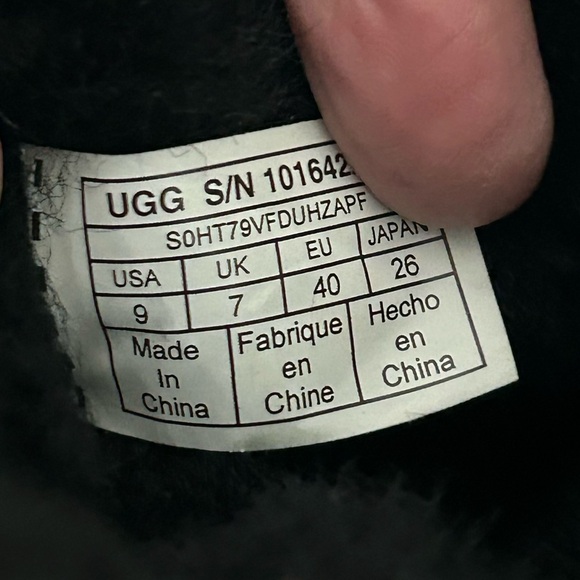 UGG S/N 101642
S0HT79VFDUHZAPF
USA UK EU JAPAN
9 7 40 26
Made In China
Fabrique en Chine
Hecho en China